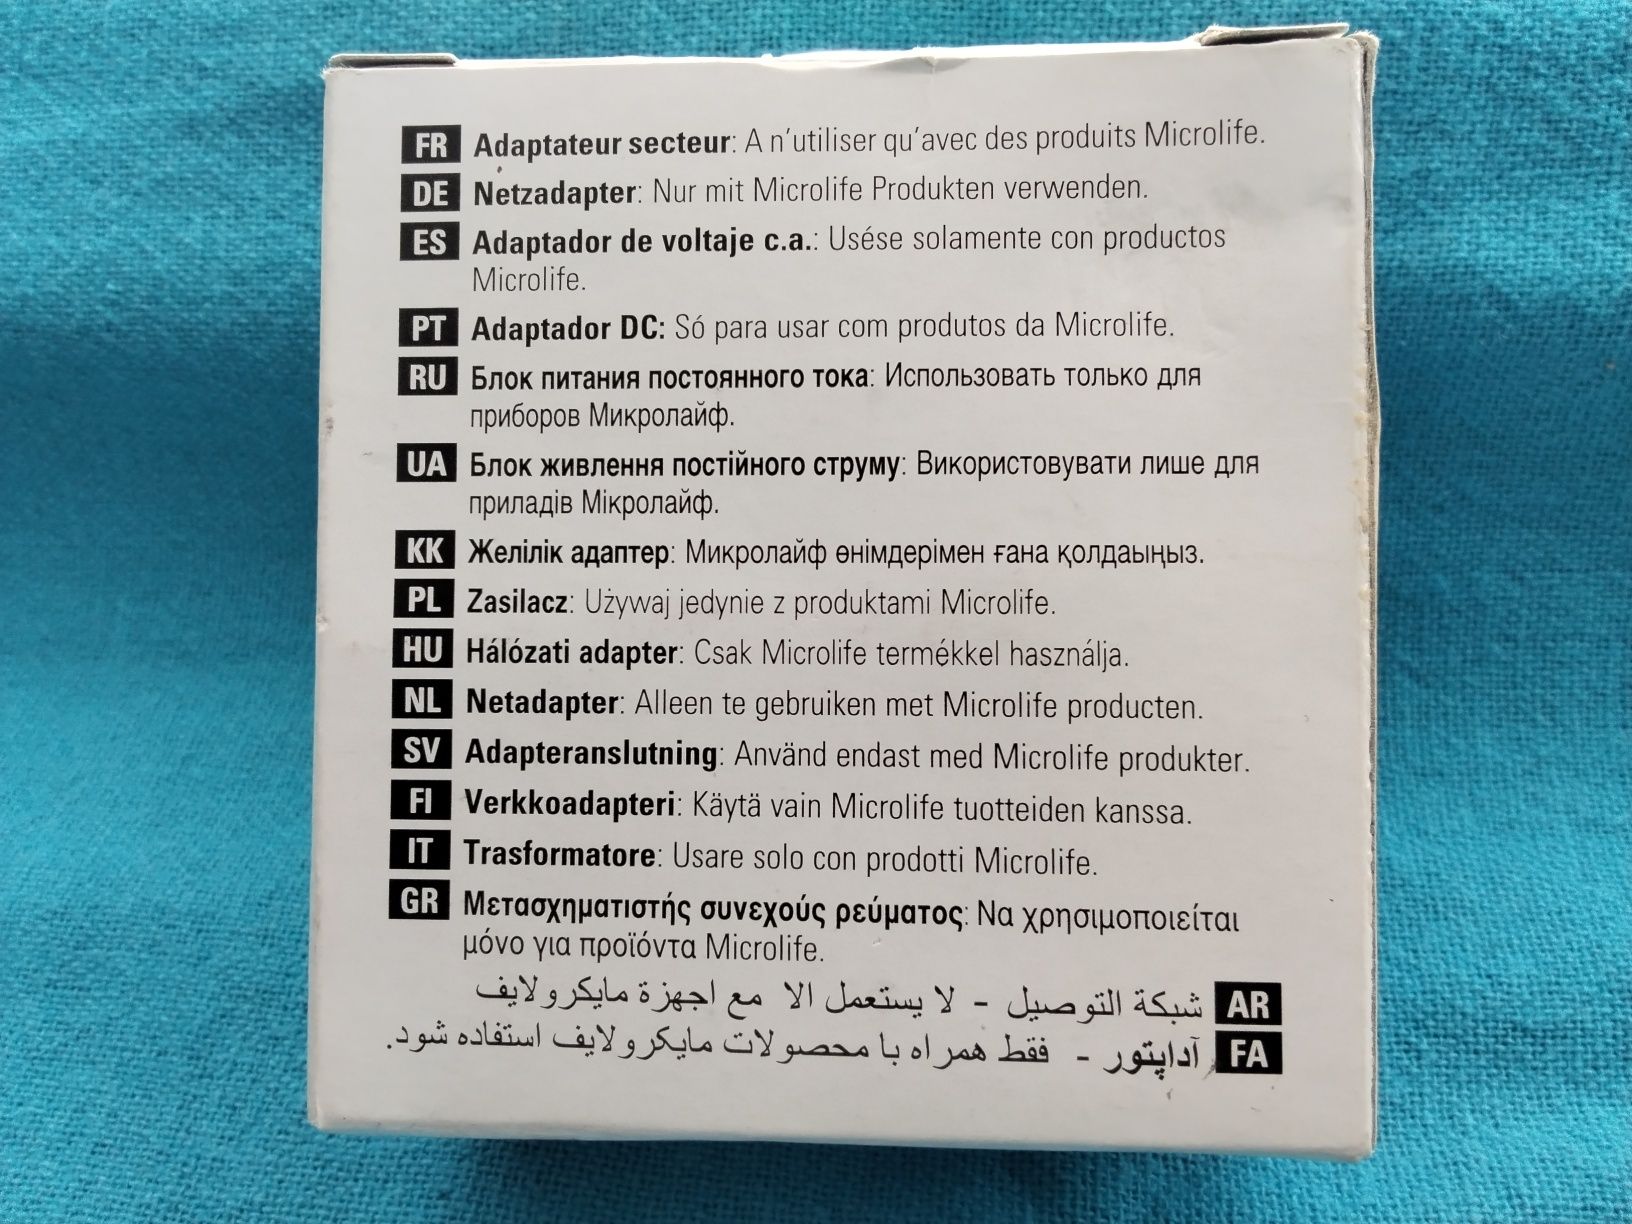 FR Adaptateur secteur: A n'utiliser qu'avec des produits Microlife.
DE Netzadapter: Nur mit Microlife Produkten verwenden.
ES Adaptador de voltaje c.a.: Usése solamente con productos
Microlife.
PT Adaptador DC: Só para usar com produtos da Microlife.
RU Блок питания постоянного тока: Использовать только для
приборов Микролайф.
UA Блок живлення постійного струму: Використовувати лише для
приладів Мікролайф.
KK Желілік адаптер: Микролайф өнімдерімен ғана қолдаыңыз.
PL Zasilacz: Używaj jedynie z produktami Microlife.
HU Hálózati adapter: Csak Microlife termékkel használja.
NL Netadapter: Alleen te gebruiken met Microlife producten.
SV Adapteranslutning: Använd endast med Microlife produkter.
FI Verkkoadapteri: Käytä vain Microlife tuotteiden kanssa.
IT Trasformatore: Usare solo con prodotti Microlife.
GR Μετασχηματιστής συνεχούς ρεύματος: Να χρησιμοποιείται
μόνο για προϊόντα Microlife.
AR شبكة التوصيل - لا يستعمل الا مع اجهزة مايكرولايف
FA آداپتور - فقط همراه با محصولات مایکرولایف استفاده شود.